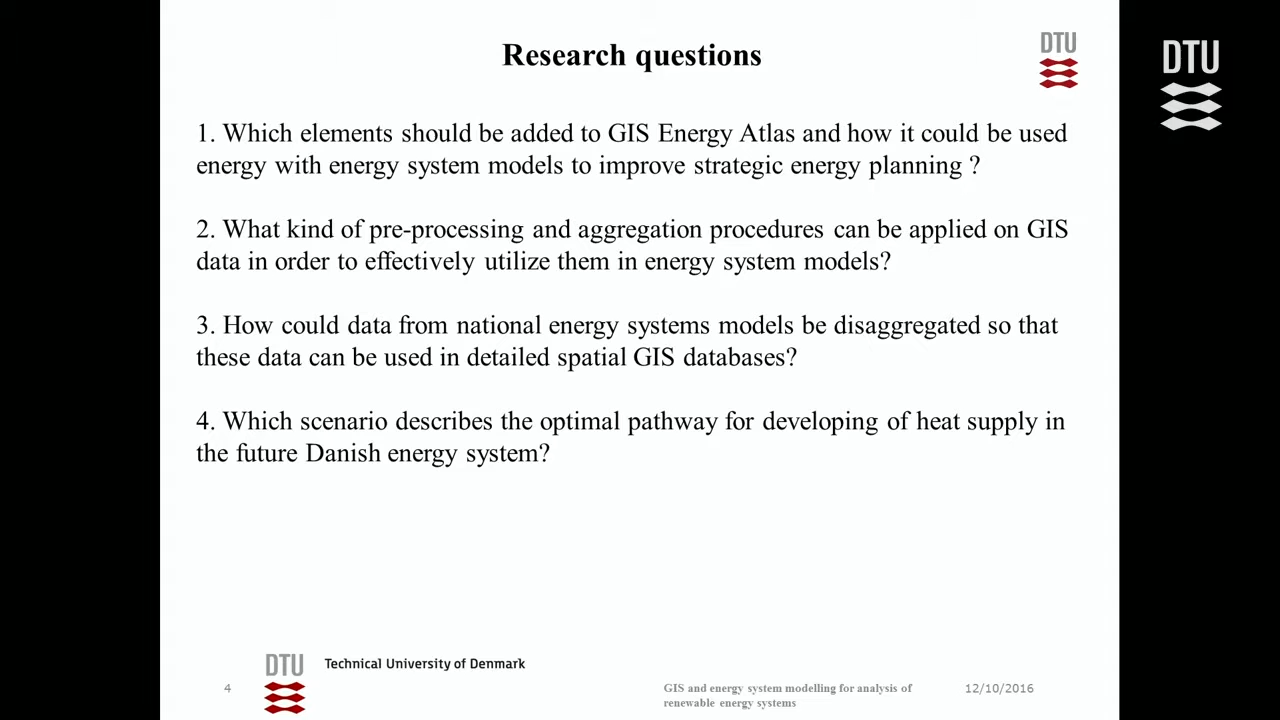 Research questions
DTU
DTU
1. Which elements should be added to GIS Energy Atlas and how it could be used
energy with energy system models to improve strategic energy planning ?
2. What kind of pre-processing and aggregation procedures can be applied on GIS
data in order to effectively utilize them in energy system models?
3. How could data from national energy systems models be disaggregated so that
these data can be used in detailed spatial GIS databases?
4. Which scenario describes the optimal pathway for developing of heat supply in
the future Danish energy system?
DTU
Technical University of Denmark
4
GIS and energy system modelling for analysis of
renewable energy systems
12/10/2016